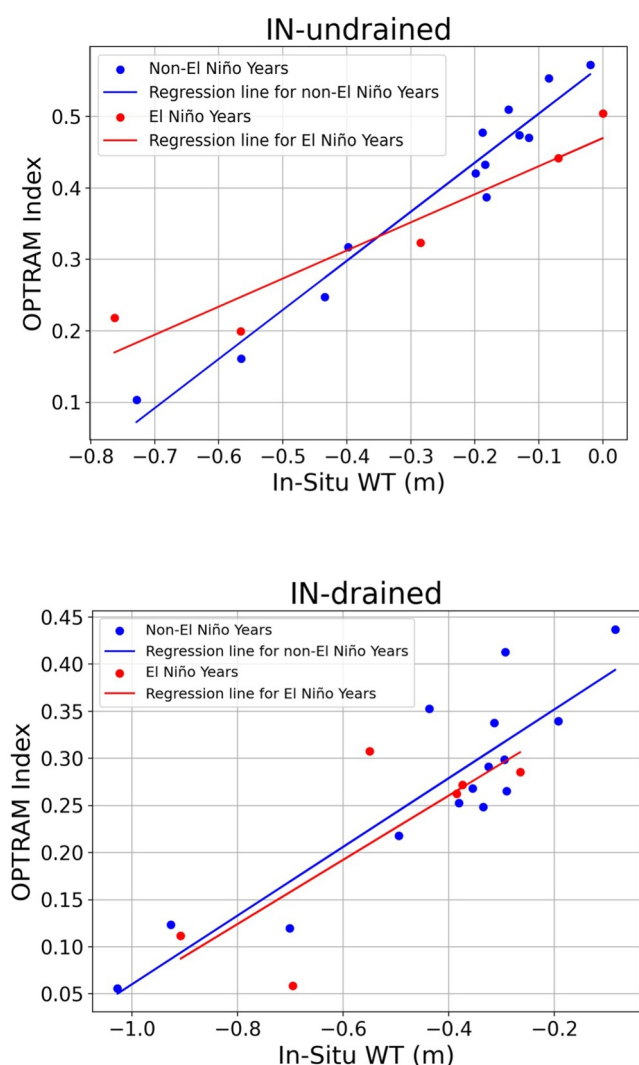 IN-undrained
Non-El Niño Years
Regression line for non-El Niño Years
El Niño Years
Regression line for El Niño Years
0.5
0.4
0.3
0.2
0.1
OPTRAM Index
−0.8 −0.7 −0.6 −0.5 −0.4 −0.3 −0.2 −0.1 0.0
In-Situ WT (m)
IN-drained
Non-El Niño Years
Regression line for non-El Niño Years
El Niño Years
Regression line for El Niño Years
0.45
0.40
0.35
0.30
0.25
0.20
0.15
0.10
0.05
OPTRAM Index
−1.0 −0.8 −0.6 −0.4 −0.2
In-Situ WT (m)